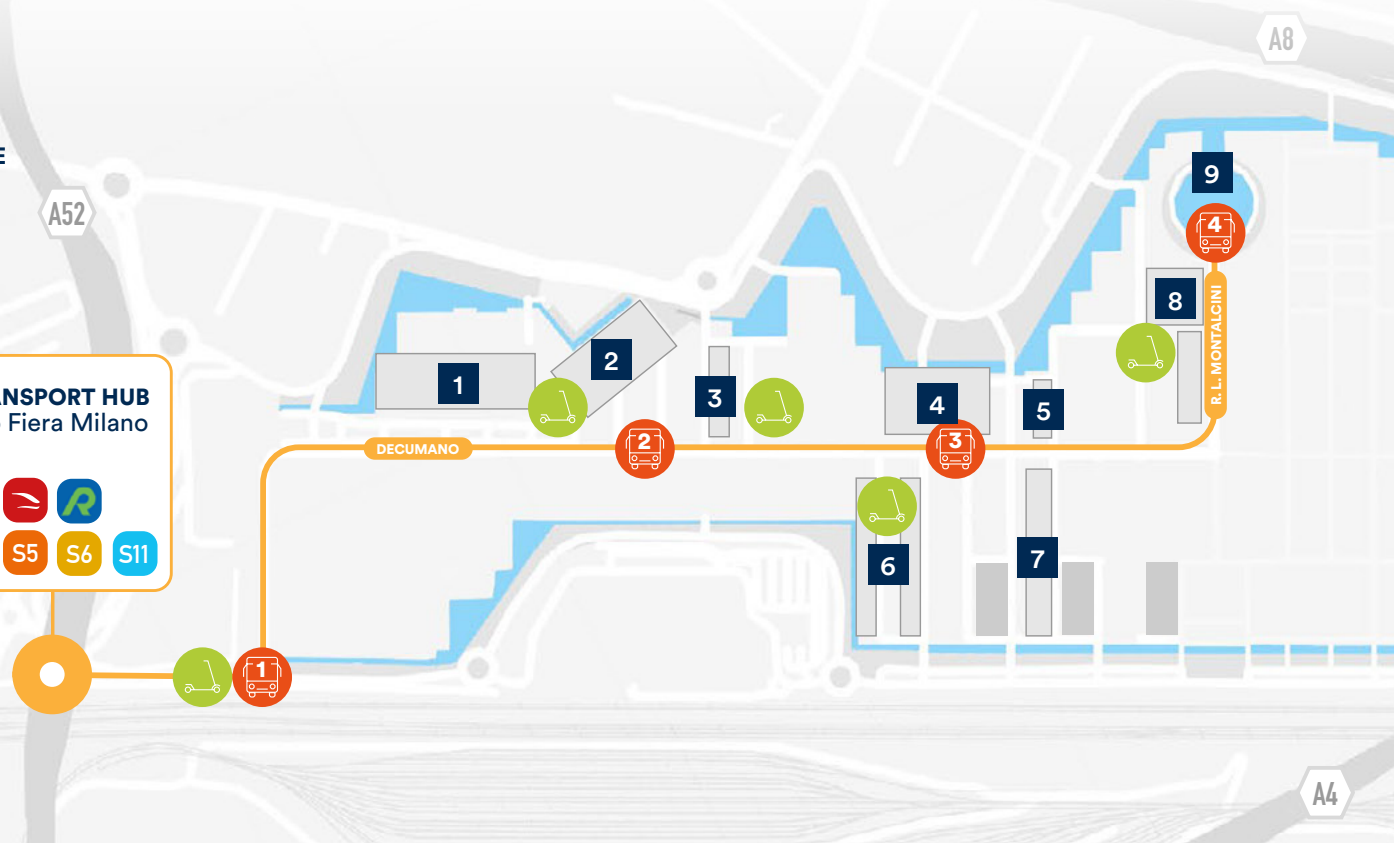 A8
E
A52
9
4
8
R. L. MONTALCINI
1
2
3
4
5
DECUMANO
2
3
ANSPORT HUB
Fiera Milano
S5
S6
S11
6
7
1
A4